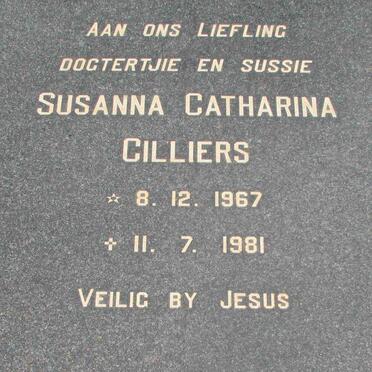 Aan ons Liefling
dogtertjie en sussie
Susanna Catharina
Cilliers
☆ 8. 12. 1967
✝ 11. 7. 1981
Veilig by Jesus